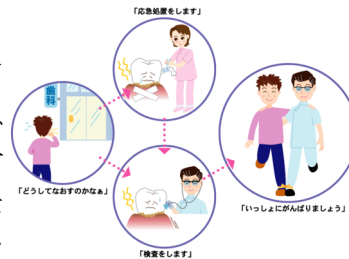 「応急処置をします」
歯科
「どうしてなおすのかなぁ」
「いっしょにがんばりましょう」
「検査をします」